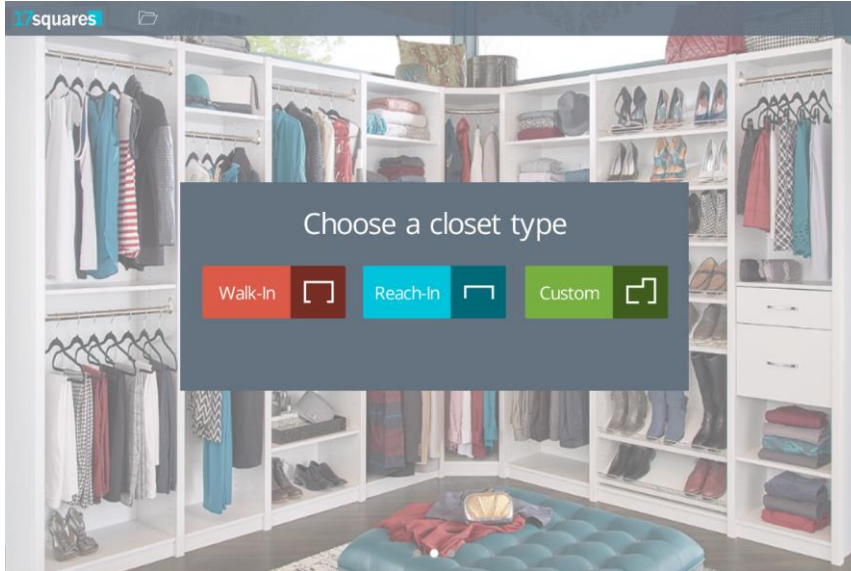 17squares
Choose a closet type
Walk-In
Reach-In
Custom